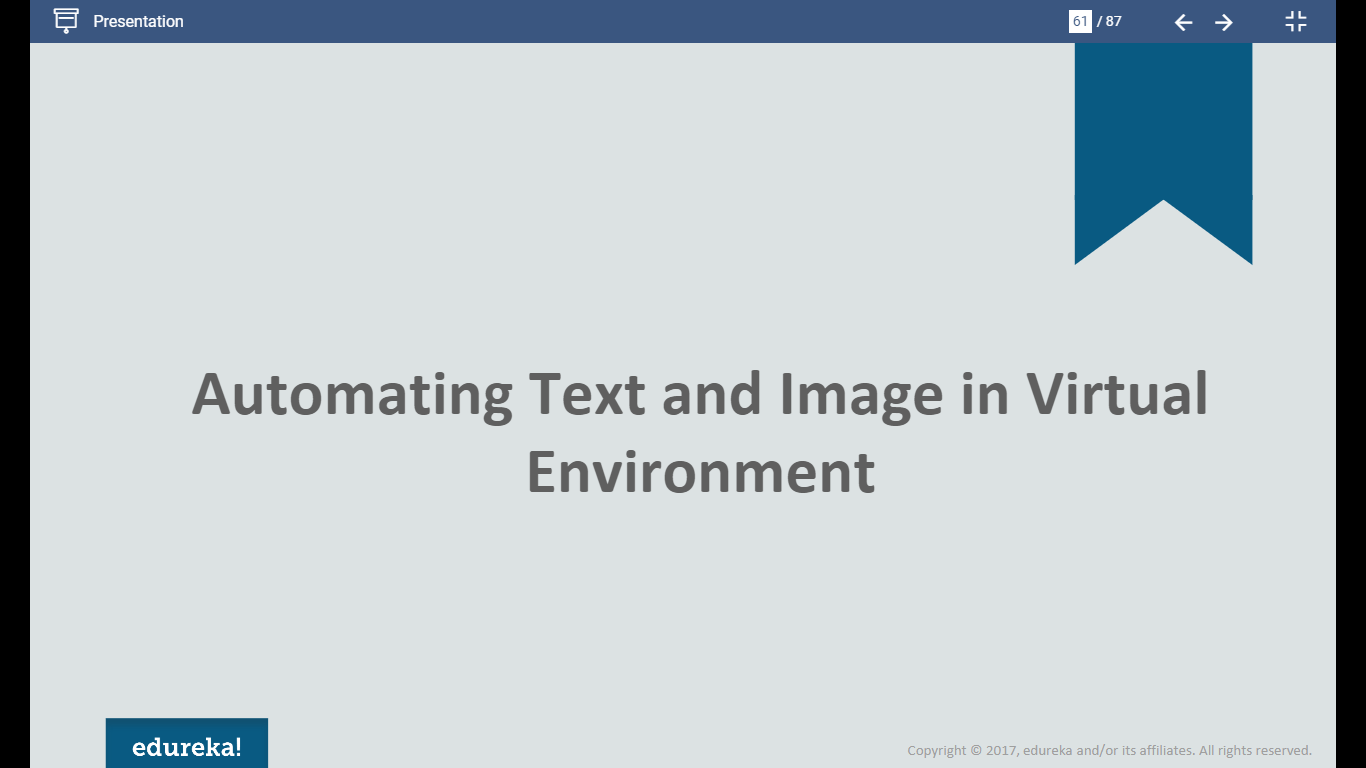 Presentation
61 / 87
Automating Text and Image in Virtual
Environment
edureka!
Copyright © 2017, edureka and/or its affiliates. All rights reserved.